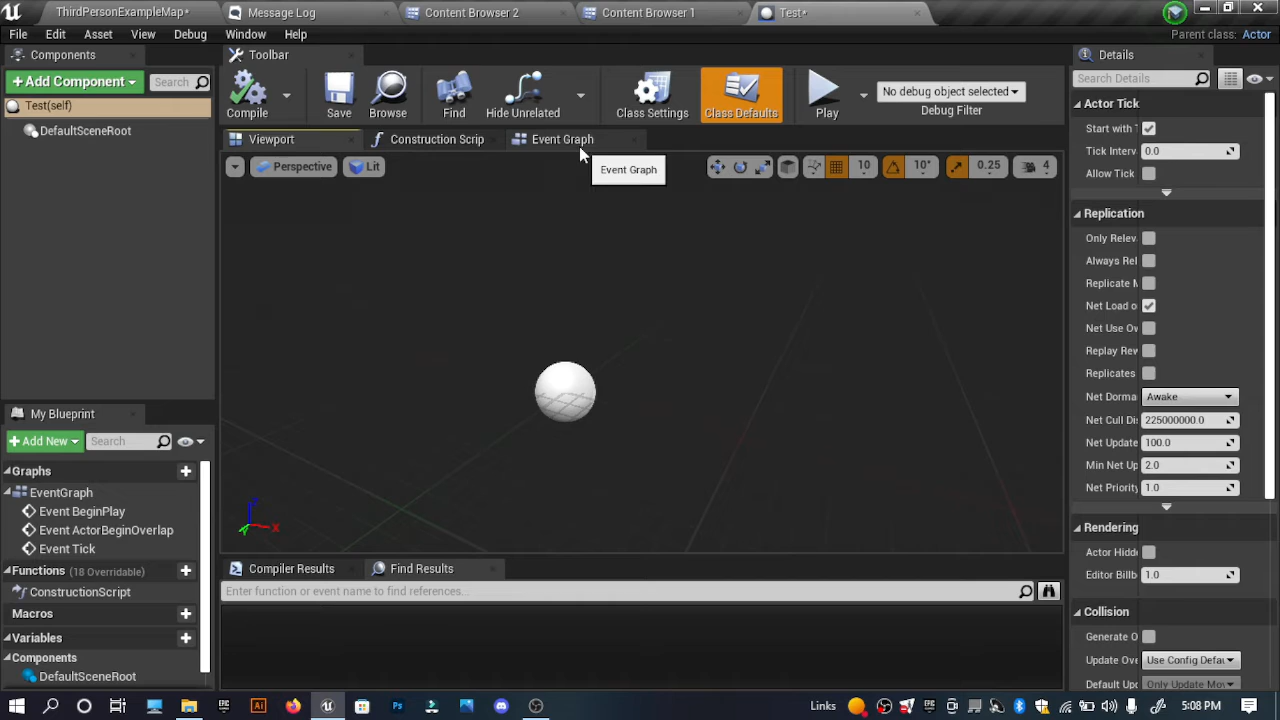 ThirdPersonExampleMap*
Message Log
Content Browser 2
Content Browser 1
Test*
File
Edit
Asset
View
Debug
Window
Help
Parent class: Actor
Components
Toolbar
Details
Add Component
Search
Compile
Save
Browse
Find
Hide Unrelated
Class Settings
Class Defaults
Play
No debug object selected
Debug Filter
Search Details
Test(self)
DefaultSceneRoot
Viewport
Construction Scrip
Event Graph
Event Graph
Perspective
Lit
10
10°
0.25
4
Actor Tick
Start with T
Tick Interv
0.0
Allow Tick
Replication
Only Relev
Always Rel
Replicate M
Net Load o
Net Use Ov
Replay Rew
Replicates
Net Dorma
Awake
Net Cull Di
225000000.0
Net Update
100.0
Min Net Up
2.0
Net Priority
1.0
Rendering
Actor Hidd
Editor Billb
1.0
Collision
Generate O
Update Ove
Use Config Defau
Default Up
Only Update Mov
My Blueprint
Add New
Search
Graphs
EventGraph
Event BeginPlay
Event ActorBeginOverlap
Event Tick
Functions (18 Overridable)
ConstructionScript
Macros
Variables
Components
DefaultSceneRoot
X
Compiler Results
Find Results
Enter function or event name to find references...
Links
5:08 PM